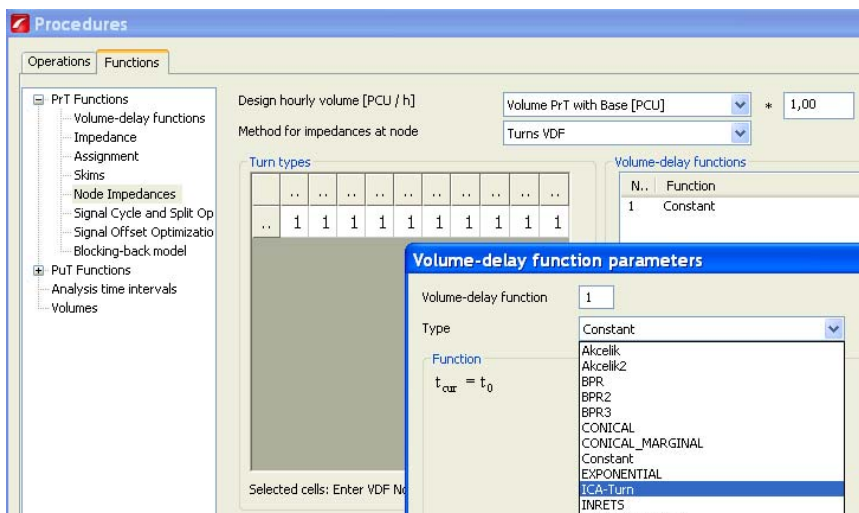 Procedures
Operations Functions
PrT Functions
Volume-delay functions
Impedance
Assignment
Skims
Node Impedances
Signal Cycle and Split Op
Signal Offset Optimizatio
Blocking-back model
PuT Functions
Analysis time intervals
Volumes
Design hourly volume [PCU / h] Volume PrT with Base [PCU] * 1,00
Method for impedances at node Turns VDF
Turn types
.. .. .. .. .. .. .. .. ..
.. 1 1 1 1 1 1 1 1 1
Selected cells: Enter VDF No
Volume-delay functions
N.. Function
1 Constant
Volume-delay function parameters
Volume-delay function 1
Type Constant
Function
t_cur = t_0
Akcelik
Akcelik2
BPR
BPR2
BPR3
CONICAL
CONICAL_MARGINAL
Constant
EXPONENTIAL
ICA-Turn
INRETS